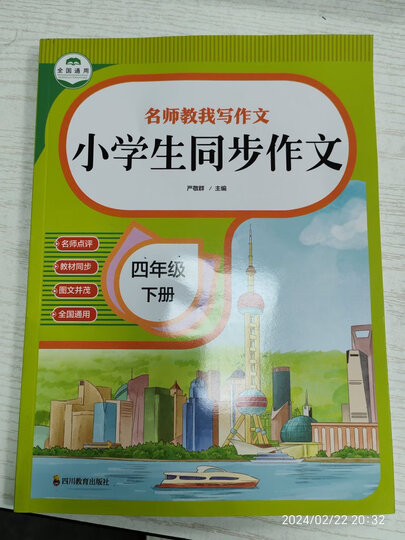 全国通用
名师教我写作文
小学生同步作文
严敬群 / 主编
名师点评
教材同步
图文并茂
全国通用
四年级
下册
四川教育出版社
2024/02/22 20:32